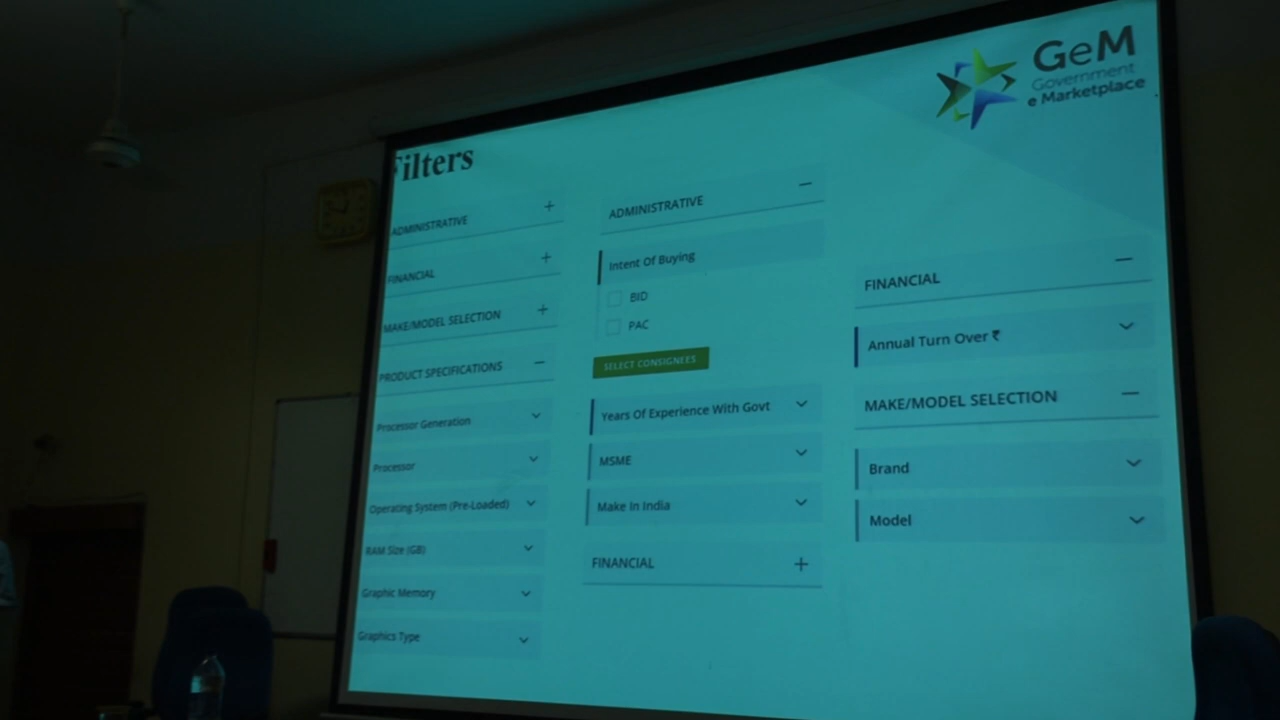 GeM
Government
e Marketplace
Filters
ADMINISTRATIVE
FINANCIAL
MAKE/MODEL SELECTION
PRODUCT SPECIFICATIONS
Processor Generation
Processor
Operating System (Pre-Loaded)
RAM Size (GB)
Graphic Memory
Graphics Type
ADMINISTRATIVE
Intent Of Buying
BID
PAC
SELECT CONSIGNEES
Years Of Experience With Govt
MSME
Make In India
FINANCIAL
FINANCIAL
Annual Turn Over ₹
MAKE/MODEL SELECTION
Brand
Model